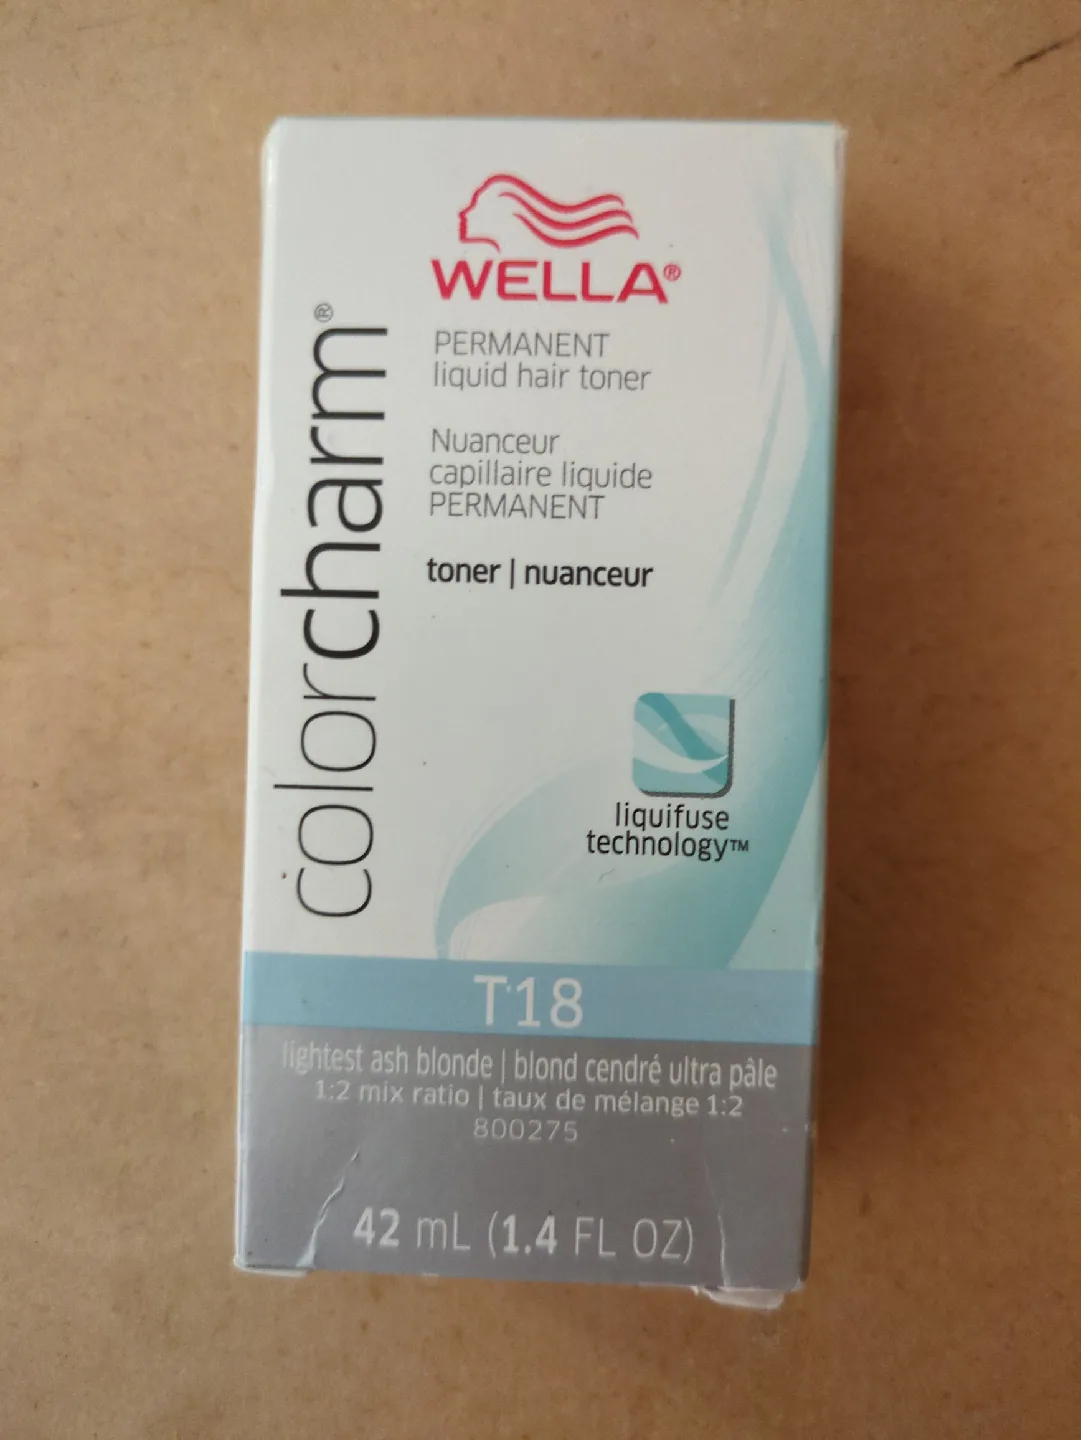 WELLA®
colorcharm®
PERMANENT
liquid hair toner
Nuanceur
capillaire liquide
PERMANENT
toner | nuanceur
liquifuse
technology™
T18
lightest ash blonde | blond cendré ultra pâle
1:2 mix ratio | taux de mélange 1:2
800275
42 mL (1.4 FL OZ)